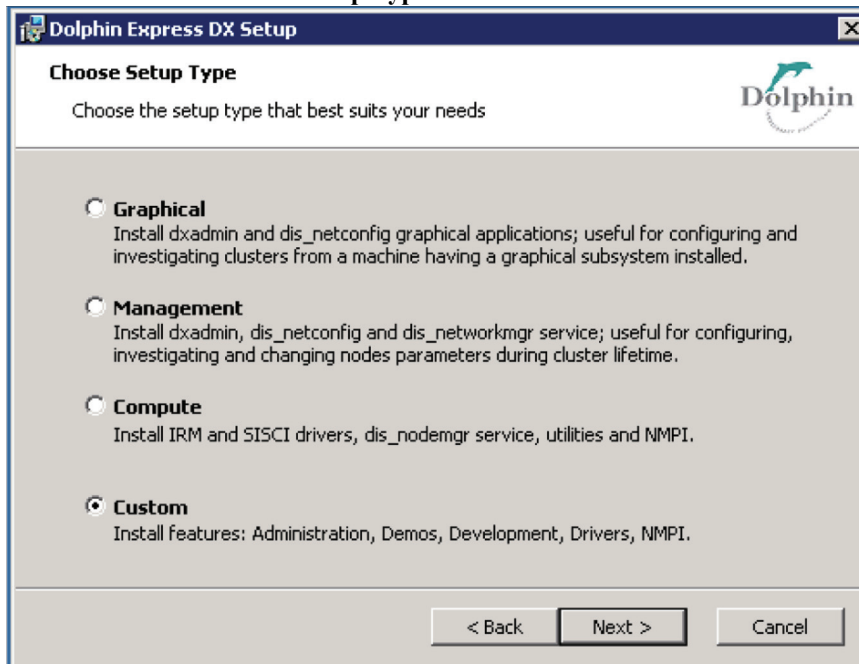 Dolphin Express DX Setup
Choose Setup Type
Choose the setup type that best suits your needs
Dolphin
Graphical
Install dxadmin and dis_netconfig graphical applications; useful for configuring and
investigating clusters from a machine having a graphical subsystem installed.
Management
Install dxadmin, dis_netconfig and dis_networkmgr service; useful for configuring,
investigating and changing nodes parameters during cluster lifetime.
Compute
Install IRM and SISCI drivers, dis_nodemgr service, utilities and NMPI.
Custom
Install features: Administration, Demos, Development, Drivers, NMPI.
< Back
Next >
Cancel